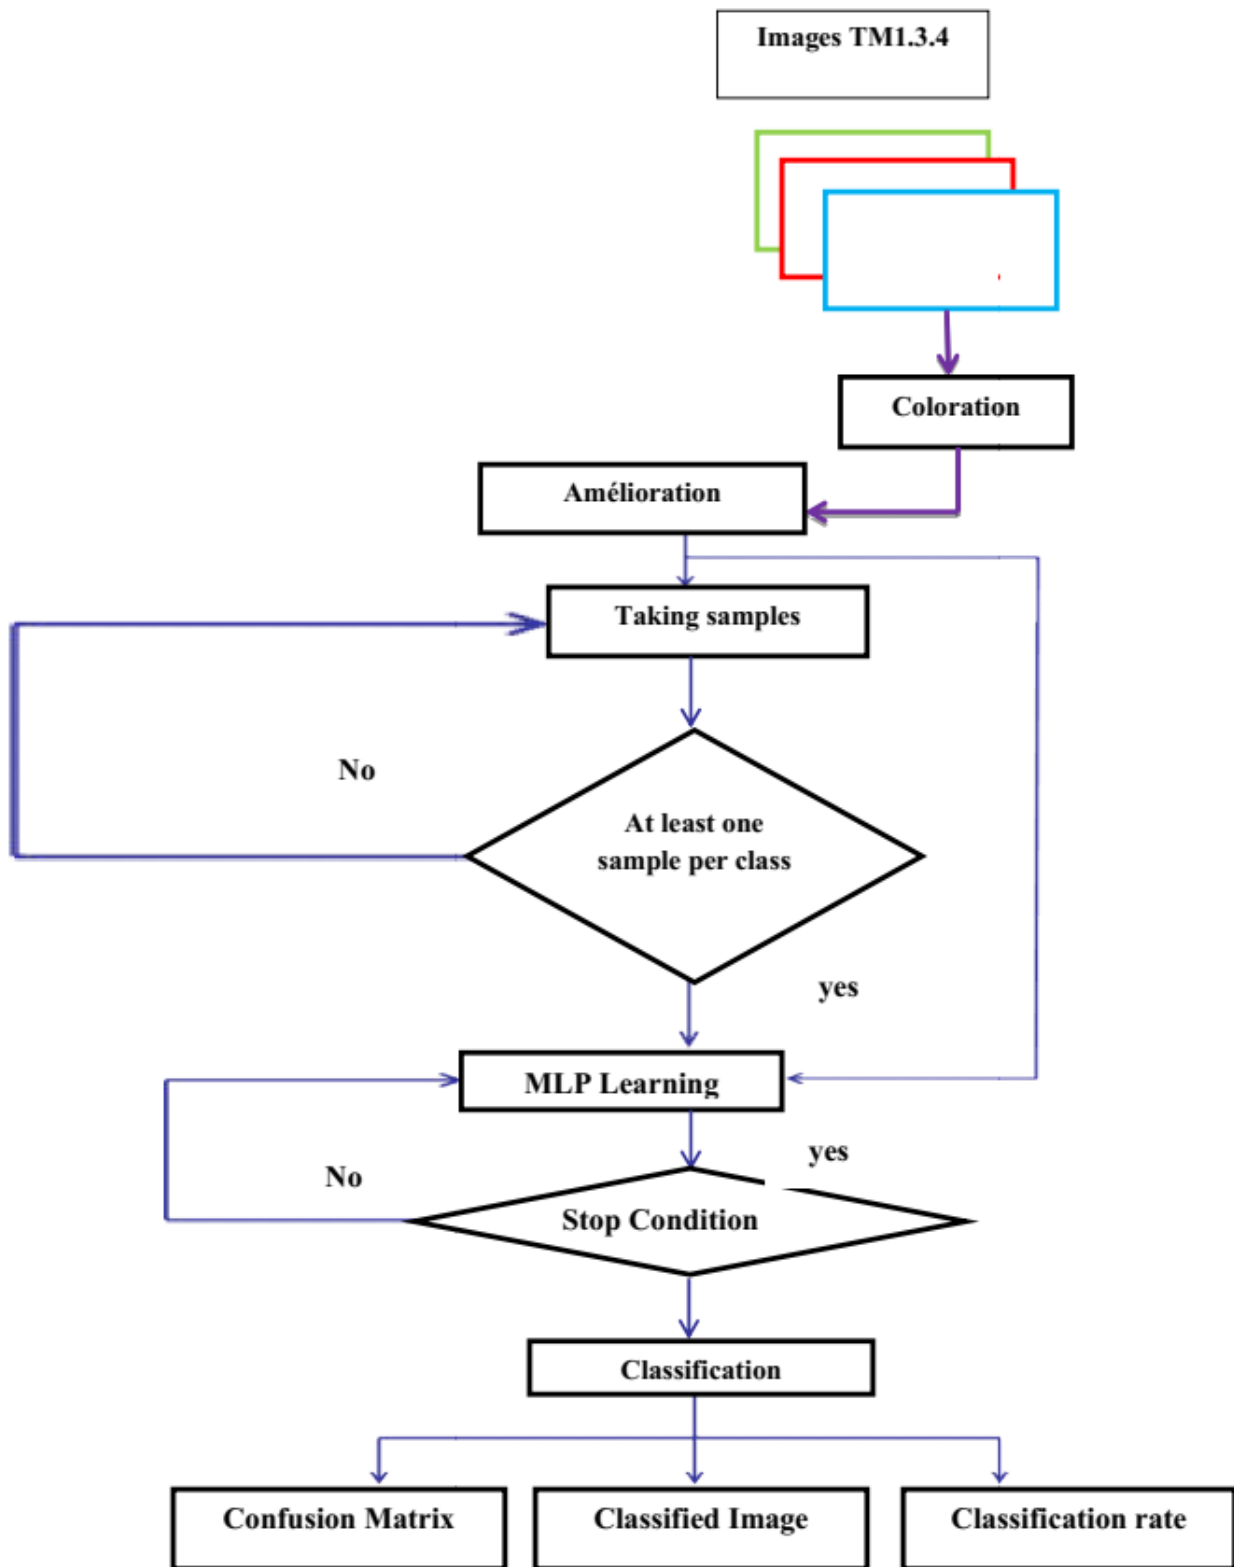 Images TM1.3.4
Coloration
Amélioration
Taking samples
No
At least one
sample per class
yes
MLP Learning
yes
No
Stop Condition
Classification
Confusion Matrix
Classified Image
Classification rate